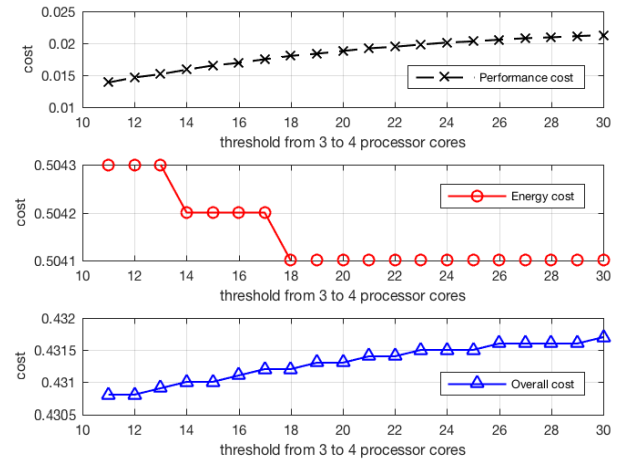 0.025
0.02
0.015
0.01
cost
Performance cost
10 12 14 16 18 20 22 24 26 28 30
threshold from 3 to 4 processor cores
0.5043
0.5042
0.5041
cost
Energy cost
10 12 14 16 18 20 22 24 26 28 30
threshold from 3 to 4 processor cores
0.432
0.4315
0.431
0.4305
cost
Overall cost
10 12 14 16 18 20 22 24 26 28 30
threshold from 3 to 4 processor cores